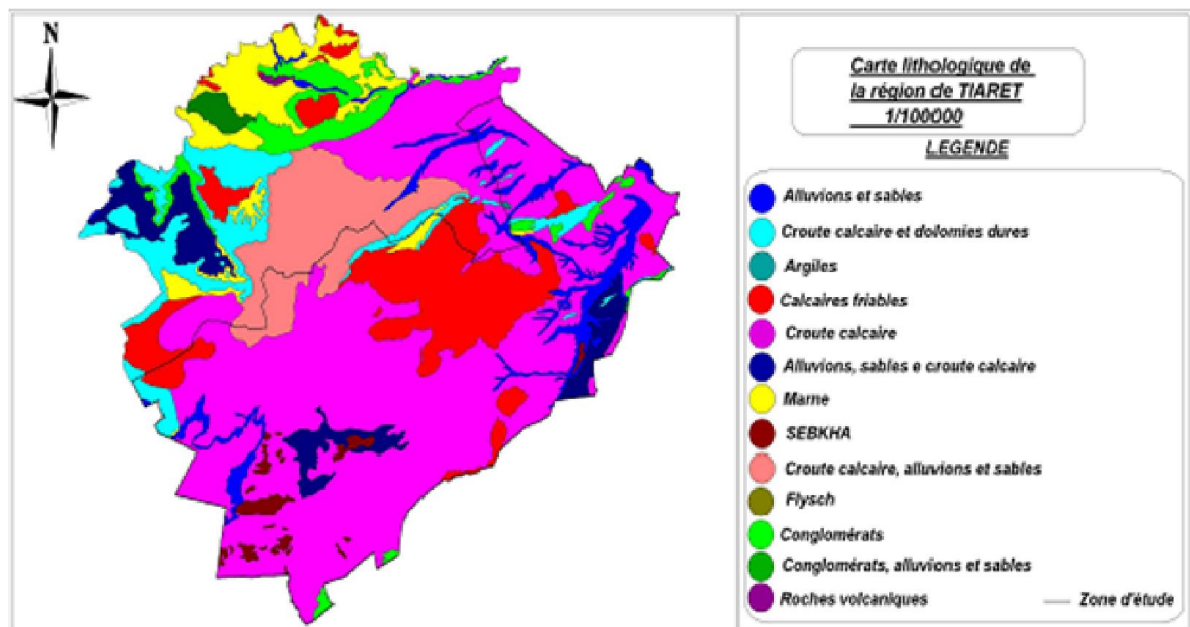 N
Carte lithologique de
la région de TIARET
1/100000
LEGENDE
Alluvions et sables
Croute calcaire et dolomies dures
Argiles
Calcaires friables
Croute calcaire
Alluvions, sables e croute calcaire
Marne
SEBKHA
Croute calcaire, alluvions et sables
Flysch
Conglomérats
Conglomérats, alluvions et sables
Roches volcaniques
Zone d'étude